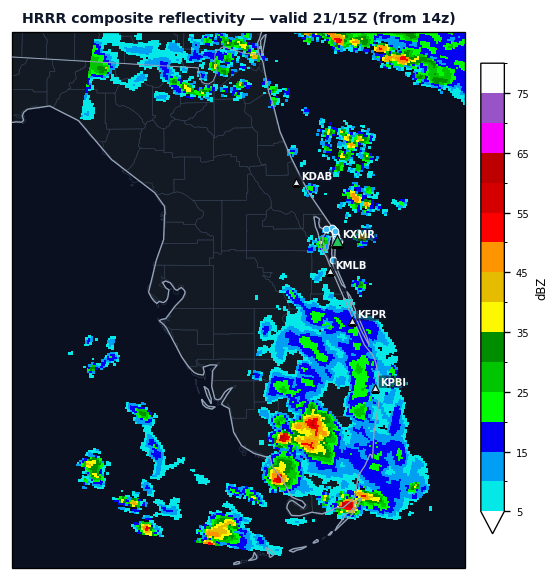 HRRR composite reflectivity — valid 21/15Z (from 14z)
75
65
55
45
35
25
15
5
dBZ
KDAB
KXMR
KMLB
KFPR
KPBI